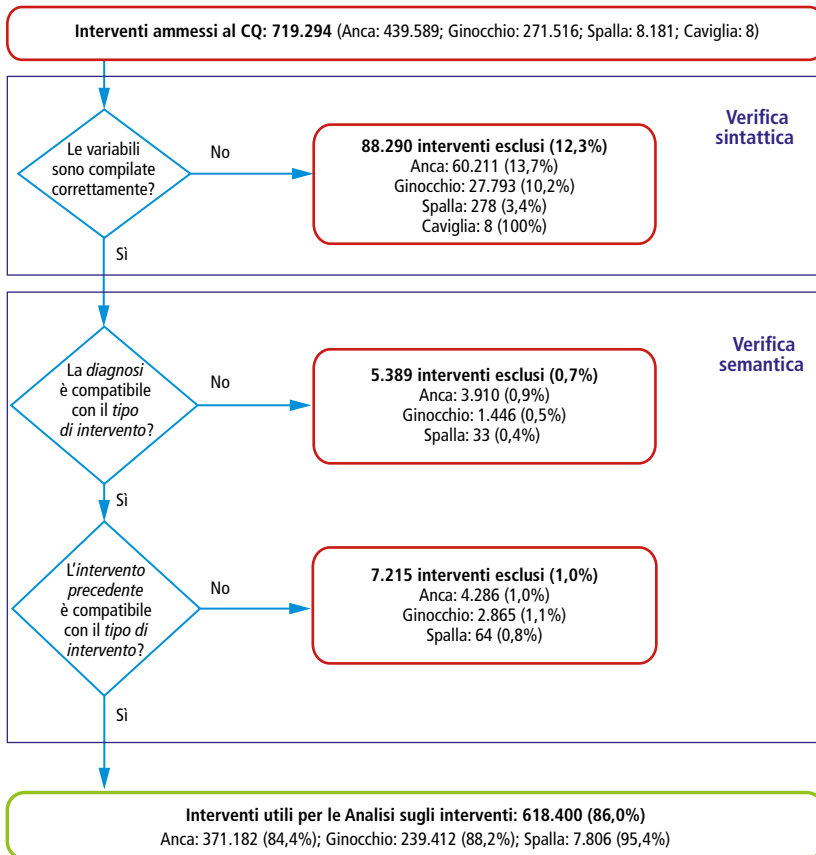 Interventi ammessi al CQ: 719.294 (Anca: 439.589; Ginocchio: 271.516; Spalla: 8.181; Caviglia: 8)
Verifica
sintattica
Le variabili
sono compilate
correttamente?
No
88.290 interventi esclusi (12,3%)
Anca: 60.211 (13,7%)
Ginocchio: 27.793 (10,2%)
Spalla: 278 (3,4%)
Caviglia: 8 (100%)
Sì
Verifica
semantica
La diagnosi
è compatibile
con il tipo
di intervento?
No
5.389 interventi esclusi (0,7%)
Anca: 3.910 (0,9%)
Ginocchio: 1.446 (0,5%)
Spalla: 33 (0,4%)
Sì
L'intervento
precedente
è compatibile
con il tipo di
intervento?
No
7.215 interventi esclusi (1,0%)
Anca: 4.286 (1,0%)
Ginocchio: 2.865 (1,1%)
Spalla: 64 (0,8%)
Sì
Interventi utili per le Analisi sugli interventi: 618.400 (86,0%)
Anca: 371.182 (84,4%); Ginocchio: 239.412 (88,2%); Spalla: 7.806 (95,4%)